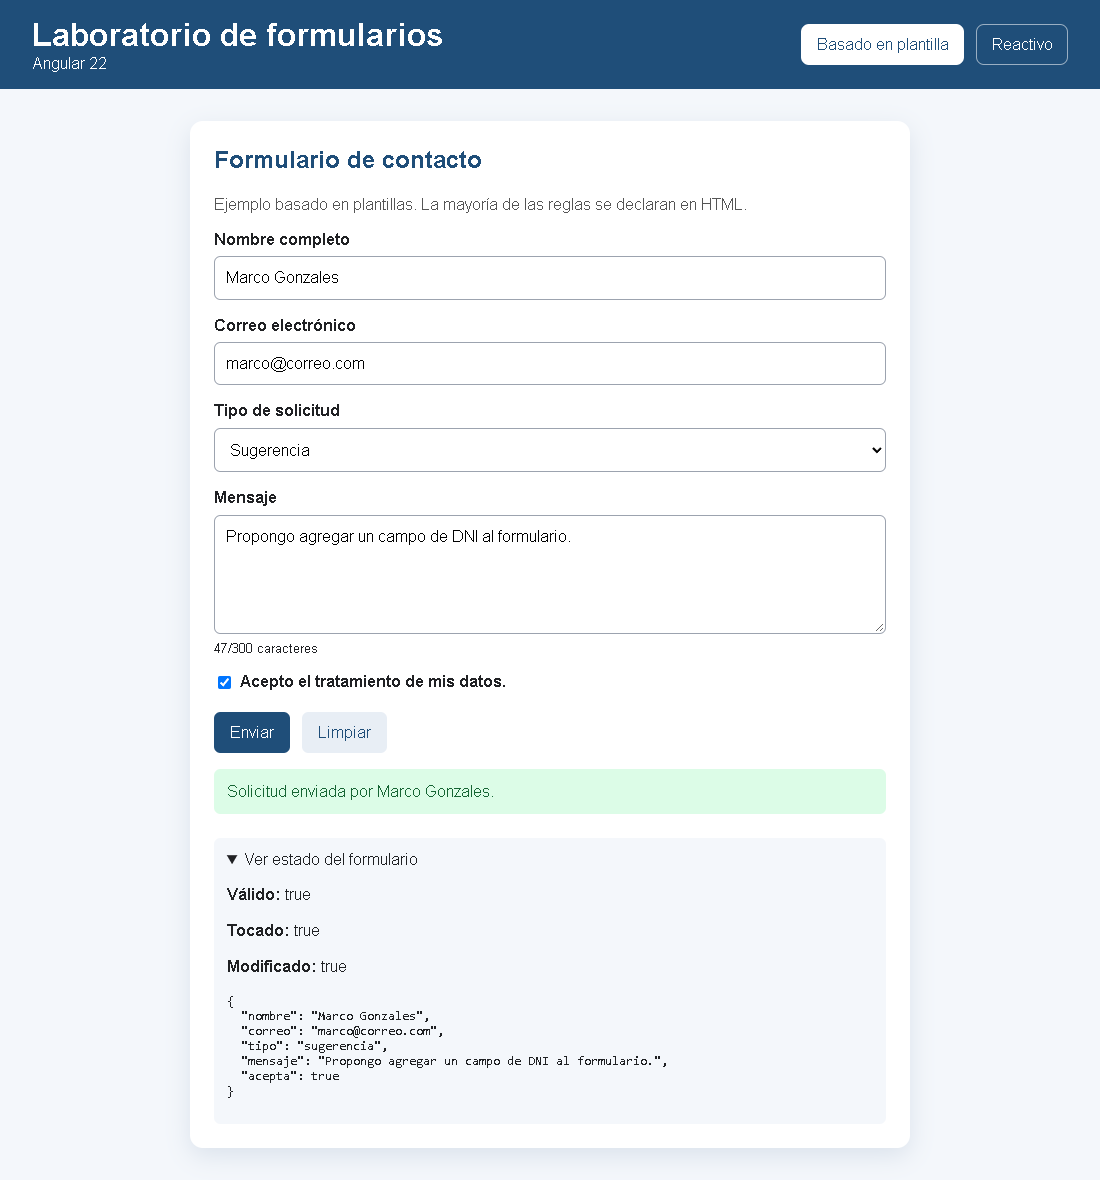 Laboratorio de formularios
Angular 22
Basado en plantilla
Reactivo
Formulario de contacto
Ejemplo basado en plantillas. La mayoría de las reglas se declaran en HTML.
Nombre completo
Marco Gonzales
Correo electrónico
marco@correo.com
Tipo de solicitud
Sugerencia
Mensaje
Propongo agregar un campo de DNI al formulario.
47/300 caracteres
Acepto el tratamiento de mis datos.
Enviar
Limpiar
Solicitud enviada por Marco Gonzales.
▼ Ver estado del formulario
Válido: true
Tocado: true
Modificado: true
{
  "nombre": "Marco Gonzales",
  "correo": "marco@correo.com",
  "tipo": "sugerencia",
  "mensaje": "Propongo agregar un campo de DNI al formulario.",
  "acepta": true
}